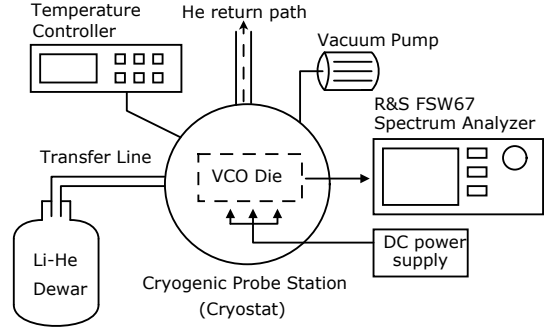 Temperature
Controller
He return path
Vacuum Pump
R&S FSW67
Spectrum Analyzer
Transfer Line
VCO Die
Li-He
Dewar
DC power
supply
Cryogenic Probe Station
(Cryostat)